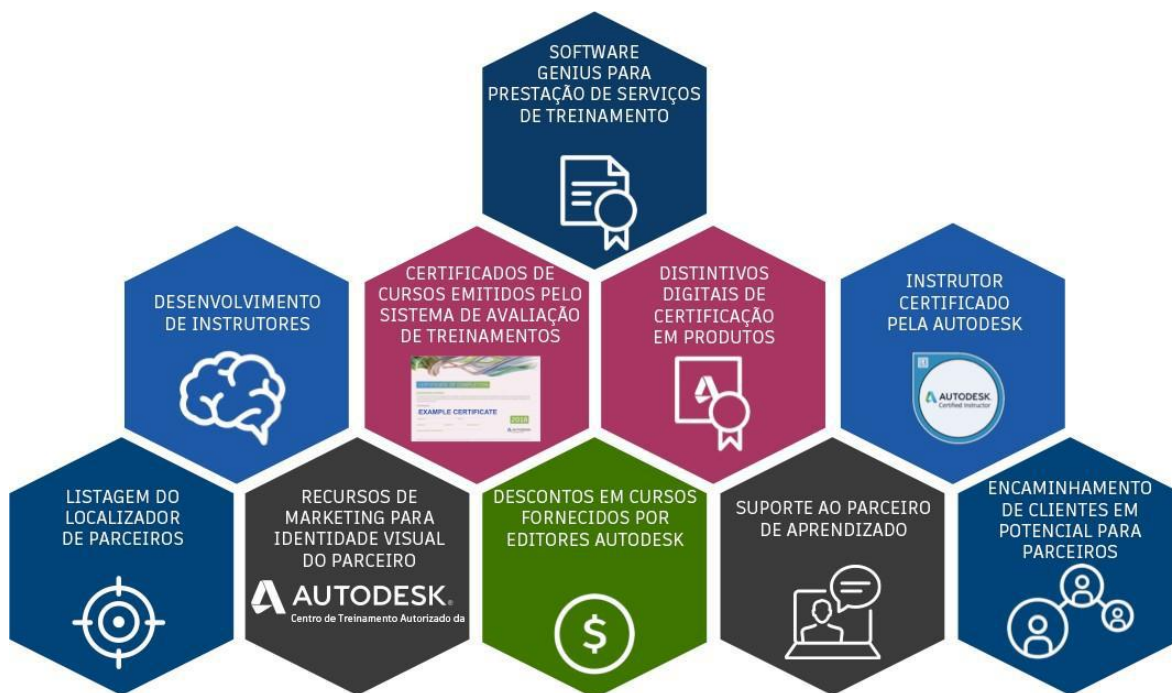 SOFTWARE
GENIUS PARA
PRESTAÇÃO DE SERVIÇOS
DE TREINAMENTO
DESENVOLVIMENTO
DE INSTRUTORES
CERTIFICADOS DE
CURSOS EMITIDOS PELO
SISTEMA DE AVALIAÇÃO
DE TREINAMENTOS
EXAMPLE CERTIFICATE
DISTINTIVOS
DIGITAIS DE
CERTIFICAÇÃO
EM PRODUTOS
INSTRUTOR
CERTIFICADO
PELA AUTODESK
AUTODESK
Certified Instructor
LISTAGEM DO
LOCALIZADOR
DE PARCEIROS
RECURSOS DE
MARKETING PARA
IDENTIDADE VISUAL
DO PARCEIRO
AUTODESK®
Centro de Treinamento Autorizado da
DESCONTOS EM CURSOS
FORNECIDOS POR
EDITORES AUTODESK
$
SUPORTE AO PARCEIRO
DE APRENDIZADO
ENCAMINHAMENTO
DE CLIENTES EM
POTENCIAL PARA
PARCEIROS